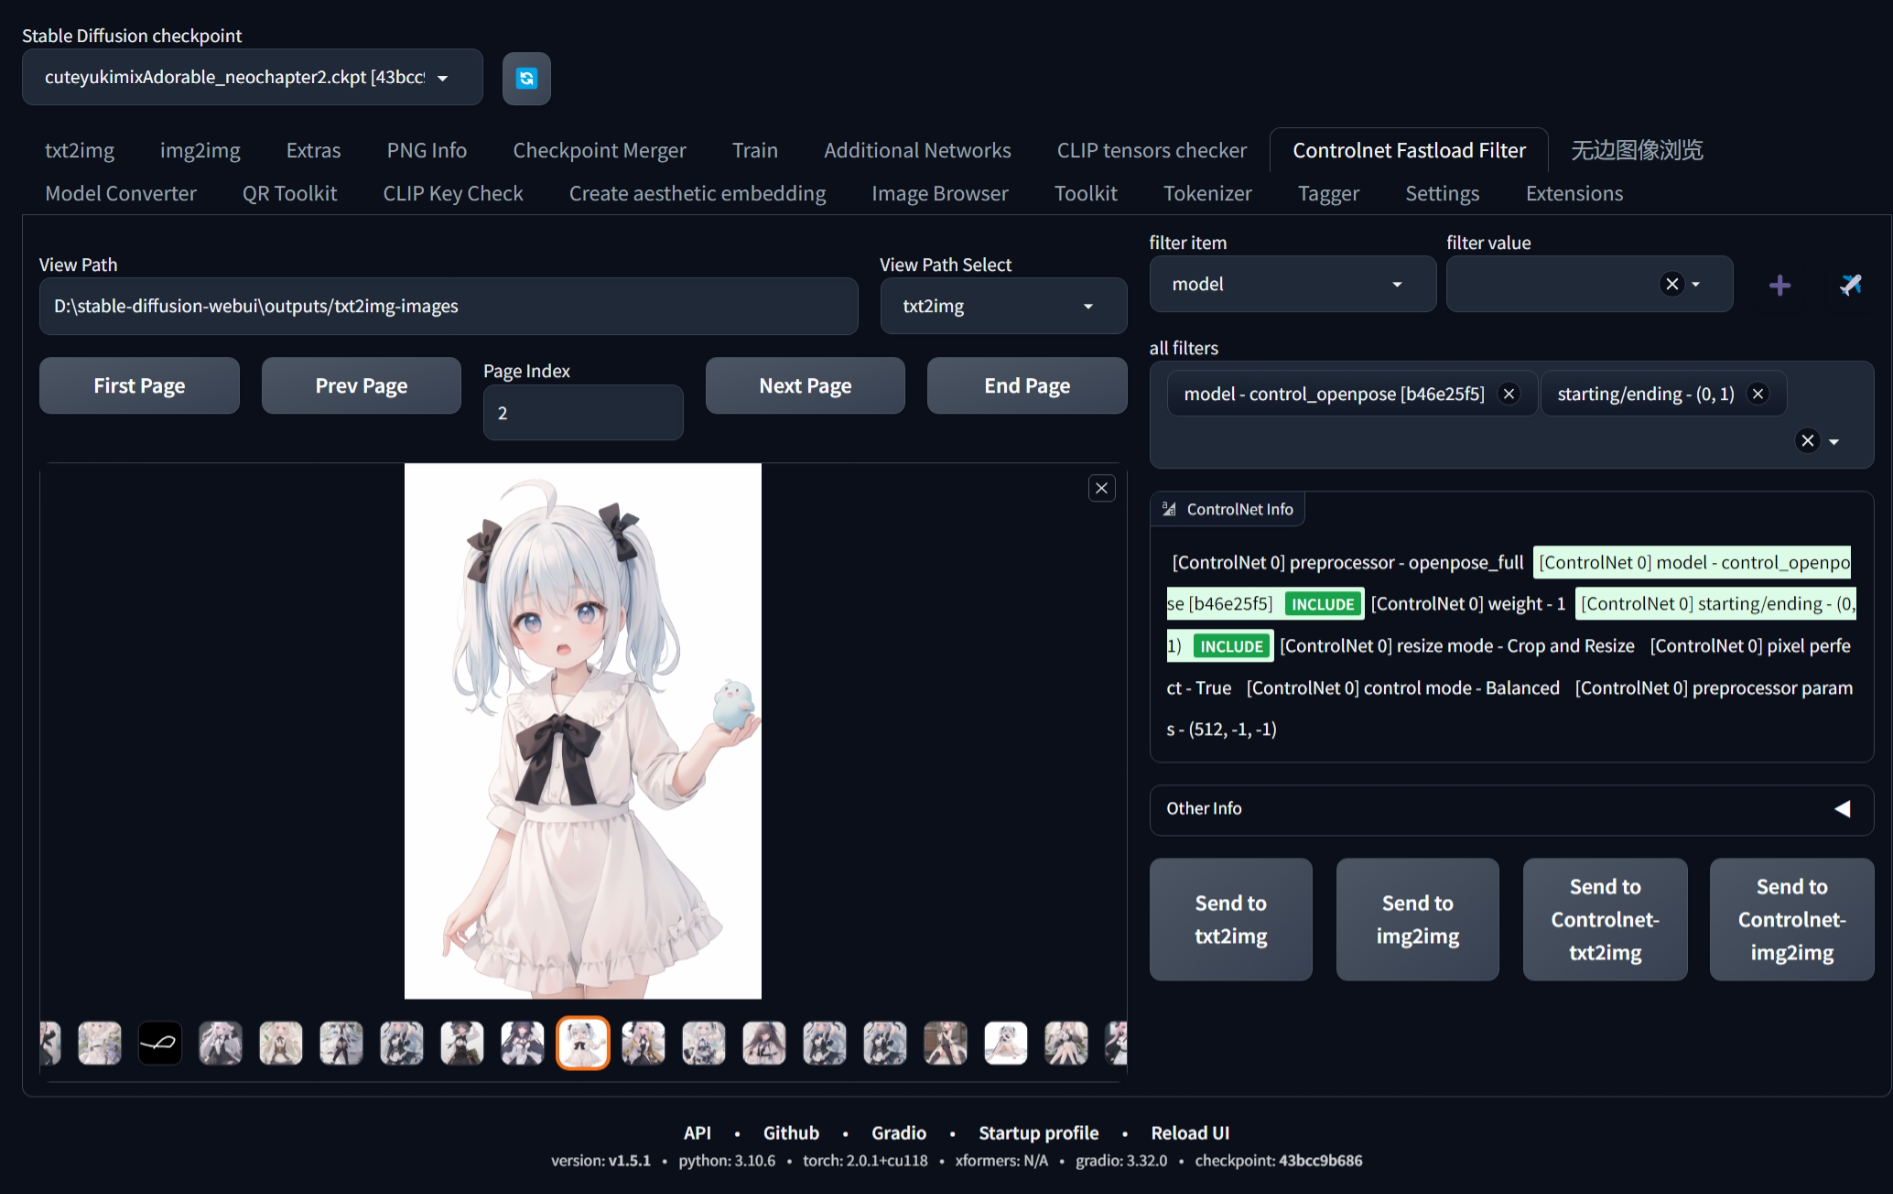 Stable Diffusion checkpoint
cuteyukimixAdorable_neochapter2.ckpt [43bcc
txt2img img2img Extras PNG Info Checkpoint Merger Train Additional Networks CLIP tensors checker Controlnet Fastload Filter 无边图像浏览
Model Converter QR Toolkit CLIP Key Check Create aesthetic embedding Image Browser Toolkit Tokenizer Tagger Settings Extensions
View Path
D:\stable-diffusion-webui\outputs/txt2img-images
View Path Select
txt2img
First Page
Prev Page
Page Index
2
Next Page
End Page
filter item
model
filter value
all filters
model - control_openpose [b46e25f5]
starting/ending - (0, 1)
ControlNet Info
[ControlNet 0] preprocessor - openpose_full [ControlNet 0] model - control_openpo
se [b46e25f5] INCLUDE [ControlNet 0] weight - 1 [ControlNet 0] starting/ending - (0,
1) INCLUDE [ControlNet 0] resize mode - Crop and Resize [ControlNet 0] pixel perfe
ct - True [ControlNet 0] control mode - Balanced [ControlNet 0] preprocessor param
s - (512, -1, -1)
Other Info
Send to
txt2img
Send to
img2img
Send to
Controlnet-
txt2img
Send to
Controlnet-
img2img
API • Github • Gradio • Startup profile • Reload UI
version: v1.5.1 • python: 3.10.6 • torch: 2.0.1+cu118 • xformers: N/A • gradio: 3.32.0 • checkpoint: 43bcc9b686